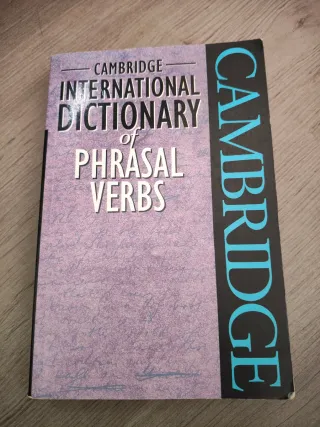 CAMBRIDGE
INTERNATIONAL
DICTIONARY
of
PHRASAL
VERBS
CAMBRIDGE